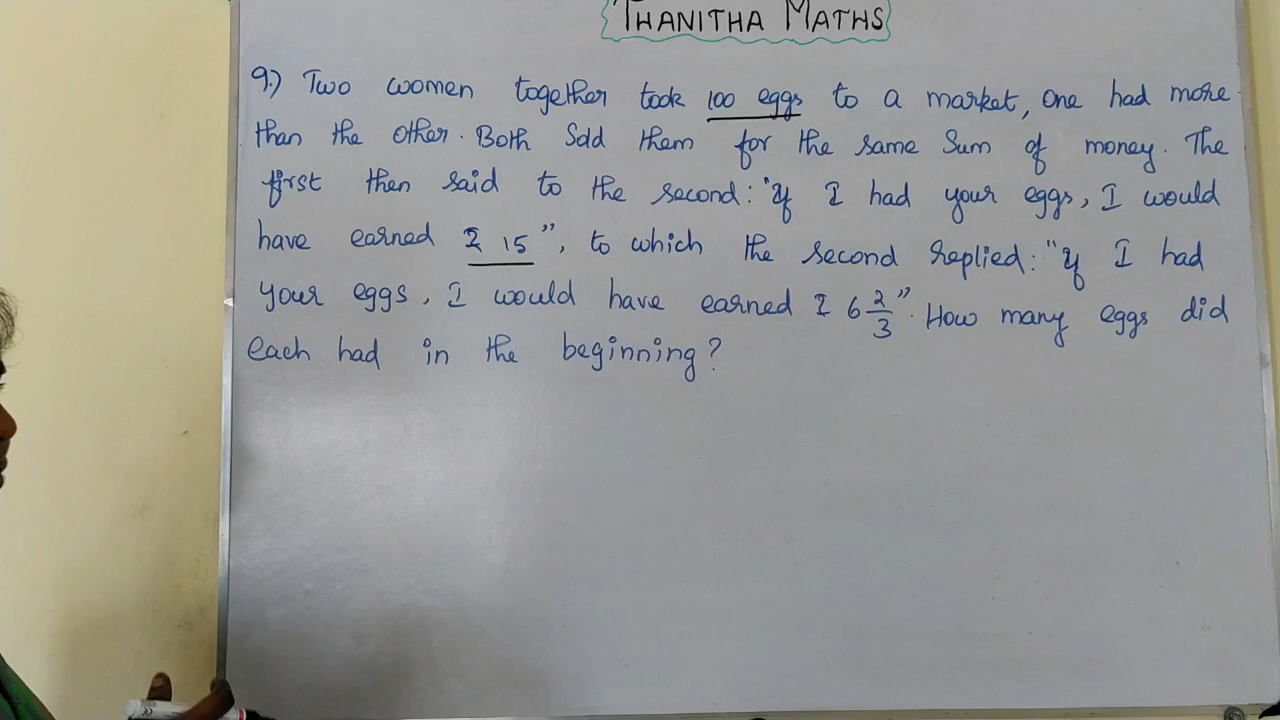 THANITHA MATHS
9.) Two women together took 100 eggs to a market, one had more
than the other. Both Sold them for the same Sum of money. The
first then said to the second: "If I had your eggs, I would
have earned ₹ 15", to which the second replied: "If I had
your eggs, I would have earned ₹ 6 2/3". How many eggs did
each had in the beginning?